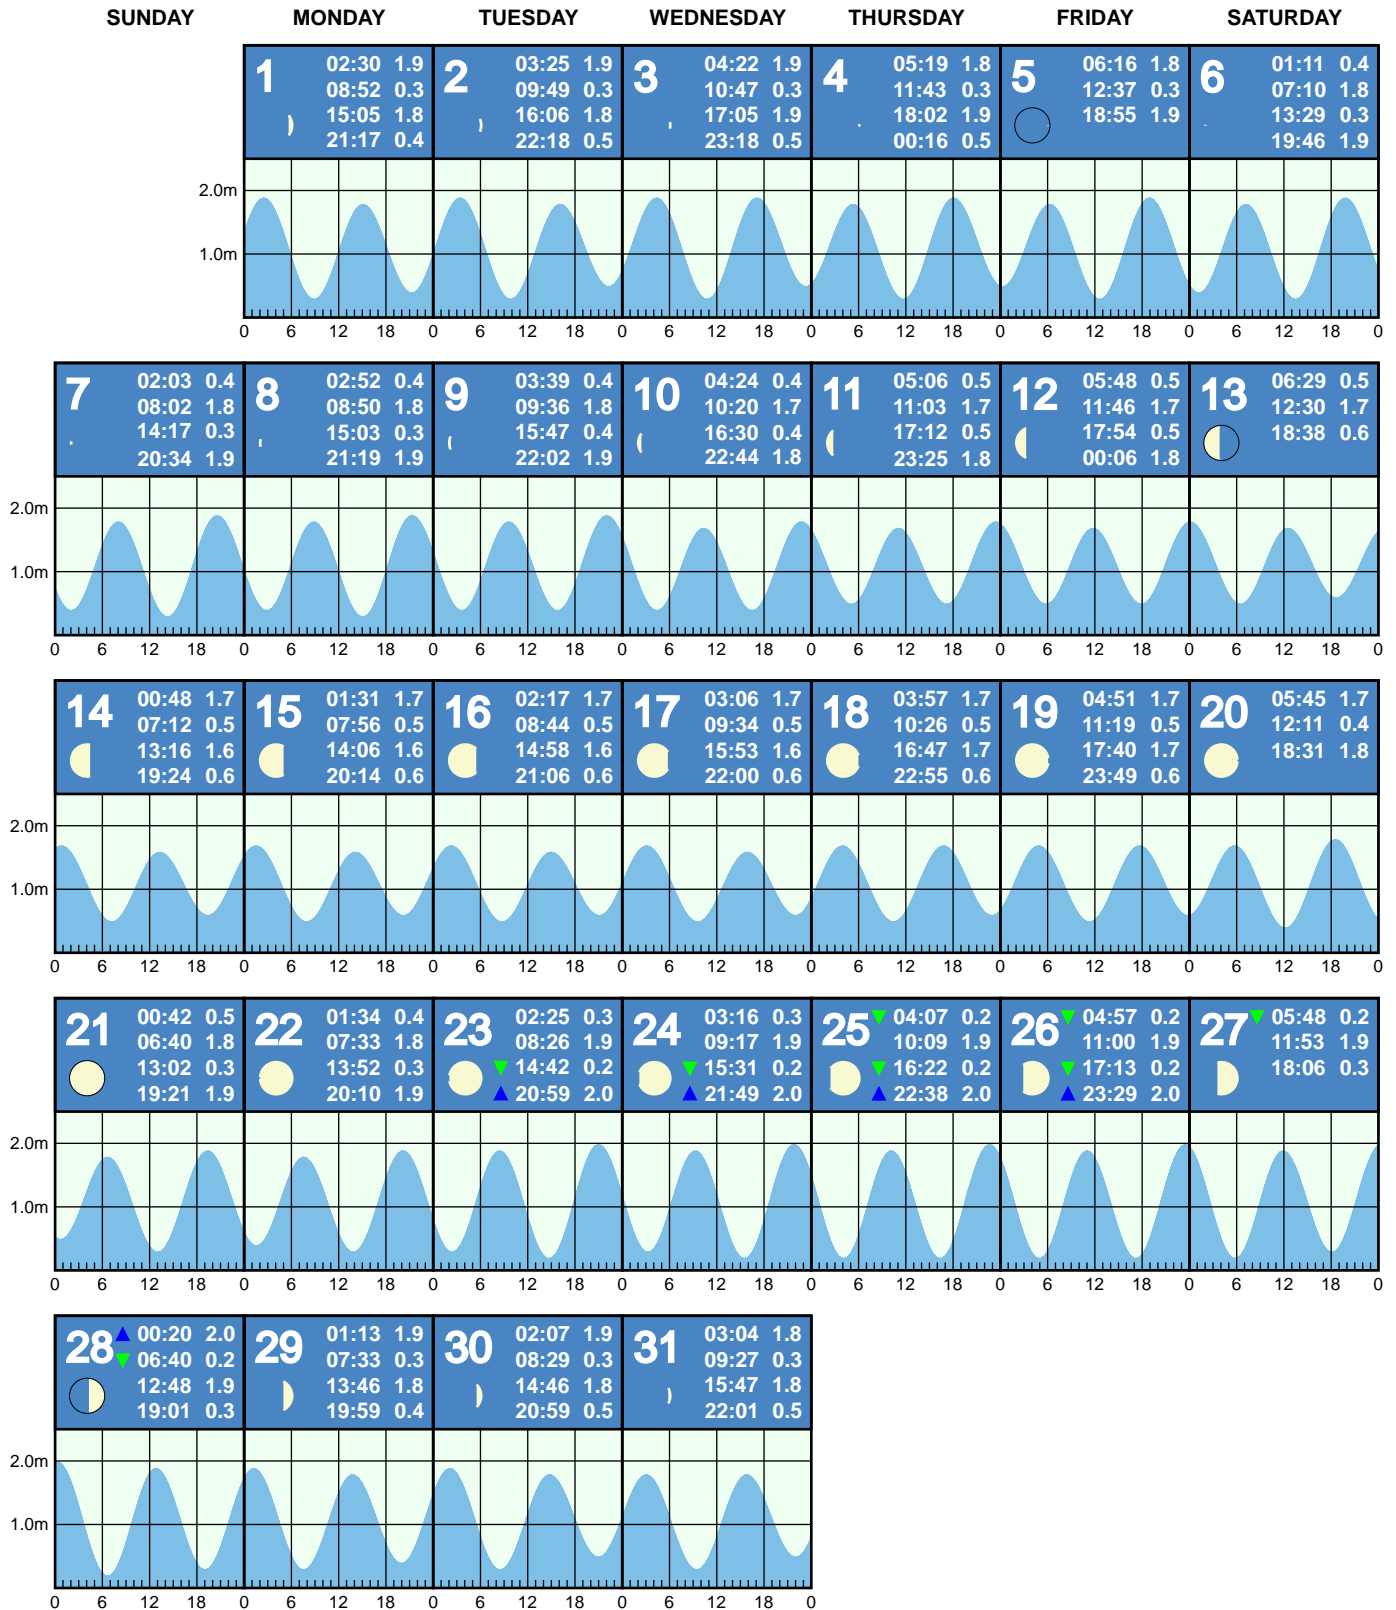 SUNDAY MONDAY TUESDAY WEDNESDAY THURSDAY FRIDAY SATURDAY
1 02:30 1.9
08:52 0.3
15:05 1.8
21:17 0.4
2 03:25 1.9
09:49 0.3
16:06 1.8
22:18 0.5
3 04:22 1.9
10:47 0.3
17:05 1.9
23:18 0.5
4 05:19 1.8
11:43 0.3
18:02 1.9
00:16 0.5
5 06:16 1.8
12:37 0.3
18:55 1.9
6 01:11 0.4
07:10 1.8
13:29 0.3
19:46 1.9
2.0m
1.0m
0 6 12 18 0 6 12 18 0 6 12 18 0 6 12 18 0 6 12 18 0 6 12 18 0
7 02:03 0.4
08:02 1.8
14:17 0.3
20:34 1.9
8 02:52 0.4
08:50 1.8
15:03 0.3
21:19 1.9
9 03:39 0.4
09:36 1.8
15:47 0.4
22:02 1.9
10 04:24 0.4
10:20 1.7
16:30 0.4
22:44 1.8
11 05:06 0.5
11:03 1.7
17:12 0.5
23:25 1.8
12 05:48 0.5
11:46 1.7
17:54 0.5
00:06 1.8
13 06:29 0.5
12:30 1.7
18:38 0.6
2.0m
1.0m
0 6 12 18 0 6 12 18 0 6 12 18 0 6 12 18 0 6 12 18 0 6 12 18 0 6 12 18 0
14 00:48 1.7
07:12 0.5
13:16 1.6
19:24 0.6
15 01:31 1.7
07:56 0.5
14:06 1.6
20:14 0.6
16 02:17 1.7
08:44 0.5
14:58 1.6
21:06 0.6
17 03:06 1.7
09:34 0.5
15:53 1.6
22:00 0.6
18 03:57 1.7
10:26 0.5
16:47 1.7
22:55 0.6
19 04:51 1.7
11:19 0.5
17:40 1.7
23:49 0.6
20 05:45 1.7
12:11 0.4
18:31 1.8
2.0m
1.0m
0 6 12 18 0 6 12 18 0 6 12 18 0 6 12 18 0 6 12 18 0 6 12 18 0 6 12 18 0
21 00:42 0.5
06:40 1.8
13:02 0.3
19:21 1.9
22 01:34 0.4
07:33 1.8
13:52 0.3
20:10 1.9
23 02:25 0.3
08:26 1.9
14:42 0.2
20:59 2.0
24 03:16 0.3
09:17 1.9
15:31 0.2
21:49 2.0
25 04:07 0.2
10:09 1.9
16:22 0.2
22:38 2.0
26 04:57 0.2
11:00 1.9
17:13 0.2
23:29 2.0
27 05:48 0.2
11:53 1.9
18:06 0.3
2.0m
1.0m
0 6 12 18 0 6 12 18 0 6 12 18 0 6 12 18 0 6 12 18 0 6 12 18 0 6 12 18 0
28 00:20 2.0
06:40 0.2
12:48 1.9
19:01 0.3
29 01:13 1.9
07:33 0.3
13:46 1.8
19:59 0.4
30 02:07 1.9
08:29 0.3
14:46 1.8
20:59 0.5
31 03:04 1.8
09:27 0.3
15:47 1.8
22:01 0.5
2.0m
1.0m
0 6 12 18 0 6 12 18 0 6 12 18 0 6 12 18 0